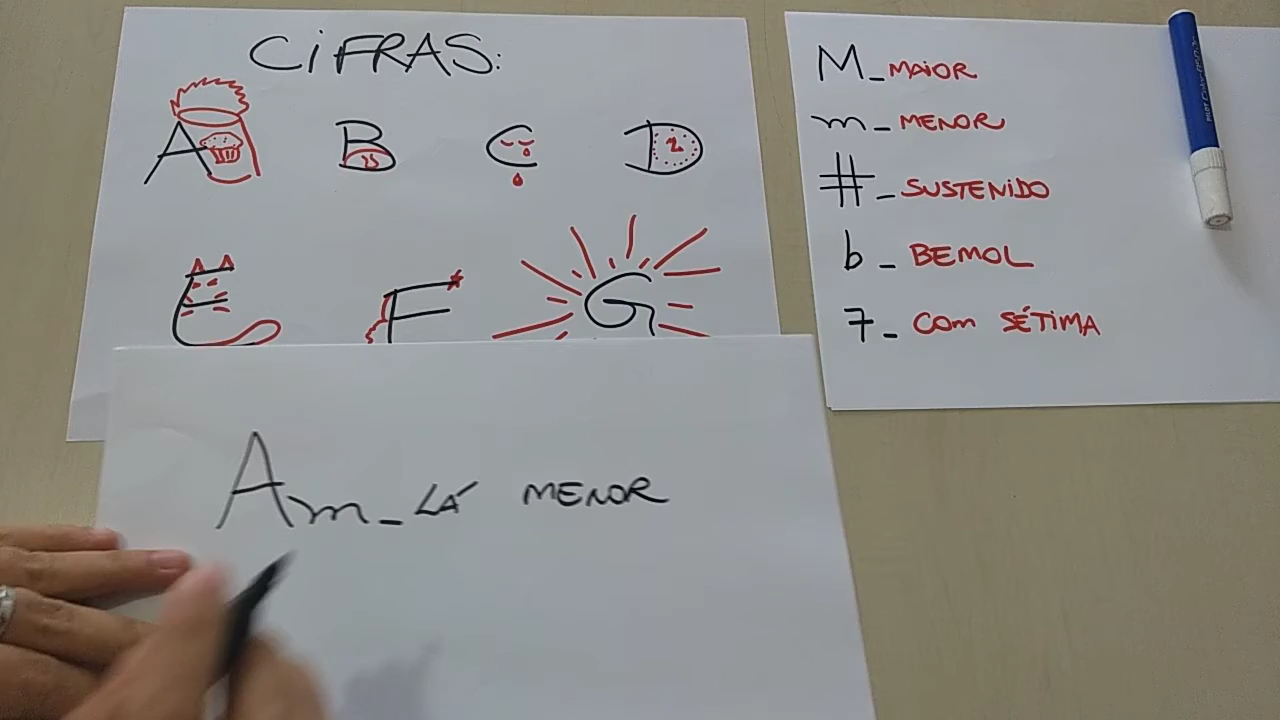 CiFRAS:
A B C D
E F G
M_MAiOR
m_MENOR
#_SUSTENiDO
b_BEMOL
7_COM SÉTiMA
Am_LÁ MENOR